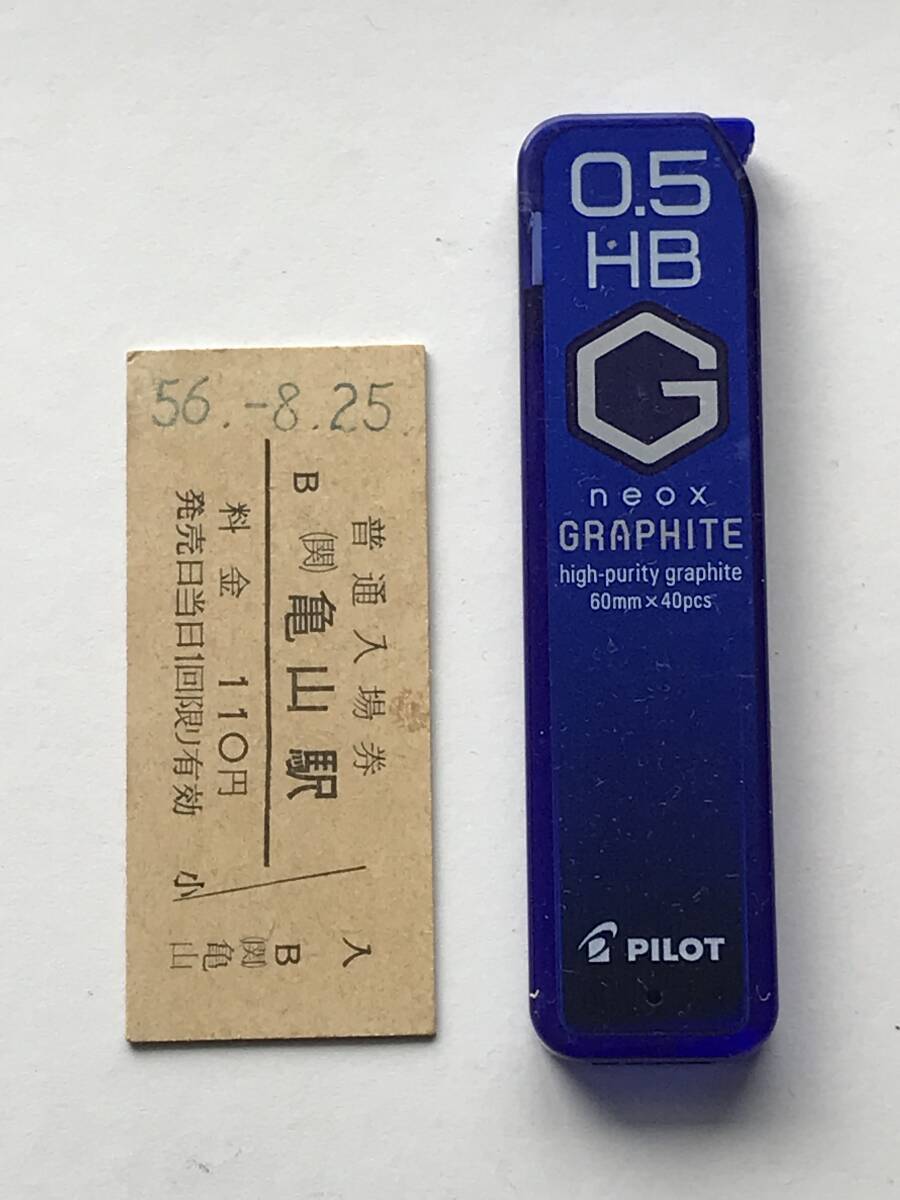 56.-8.25
普通入場券
B (関) 亀山駅
料金 110円
発売日当日1回限り有効
小
入
B
(関)
亀山
0.5
HB
G
neox
GRAPHITE
high-purity graphite
60mm×40pcs
PILOT